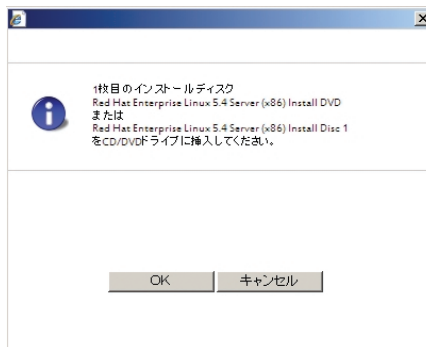 1枚目のインストールディスク
Red Hat Enterprise Linux 5.4 Server (x86) Install DVD
または
Red Hat Enterprise Linux 5.4 Server (x86) Install Disc 1
をCD/DVDドライブに挿入してください。
OK
キャンセル